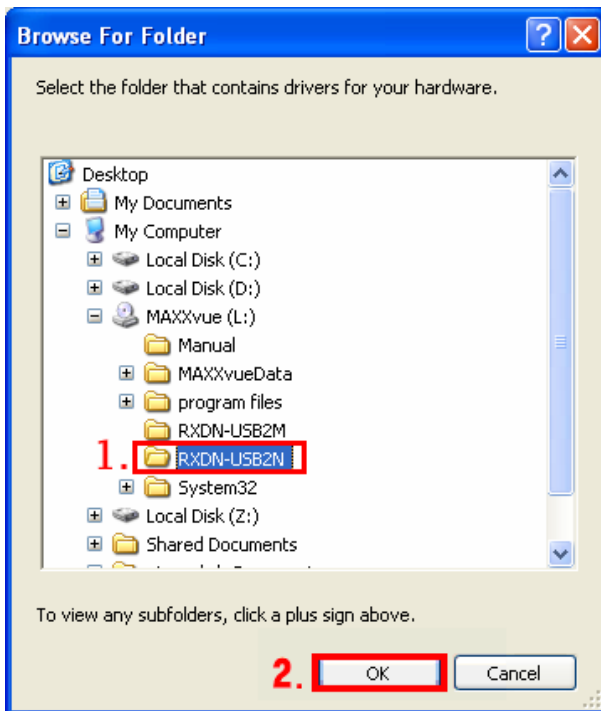 Browse For Folder
Select the folder that contains drivers for your hardware.
Desktop
My Documents
My Computer
Local Disk (C:)
Local Disk (D:)
MAXXvue (L:)
Manual
MAXXvueData
program files
RXDN-USB2M
1. RXDN-USB2N
System32
Local Disk (Z:)
Shared Documents
To view any subfolders, click a plus sign above.
2. OK Cancel